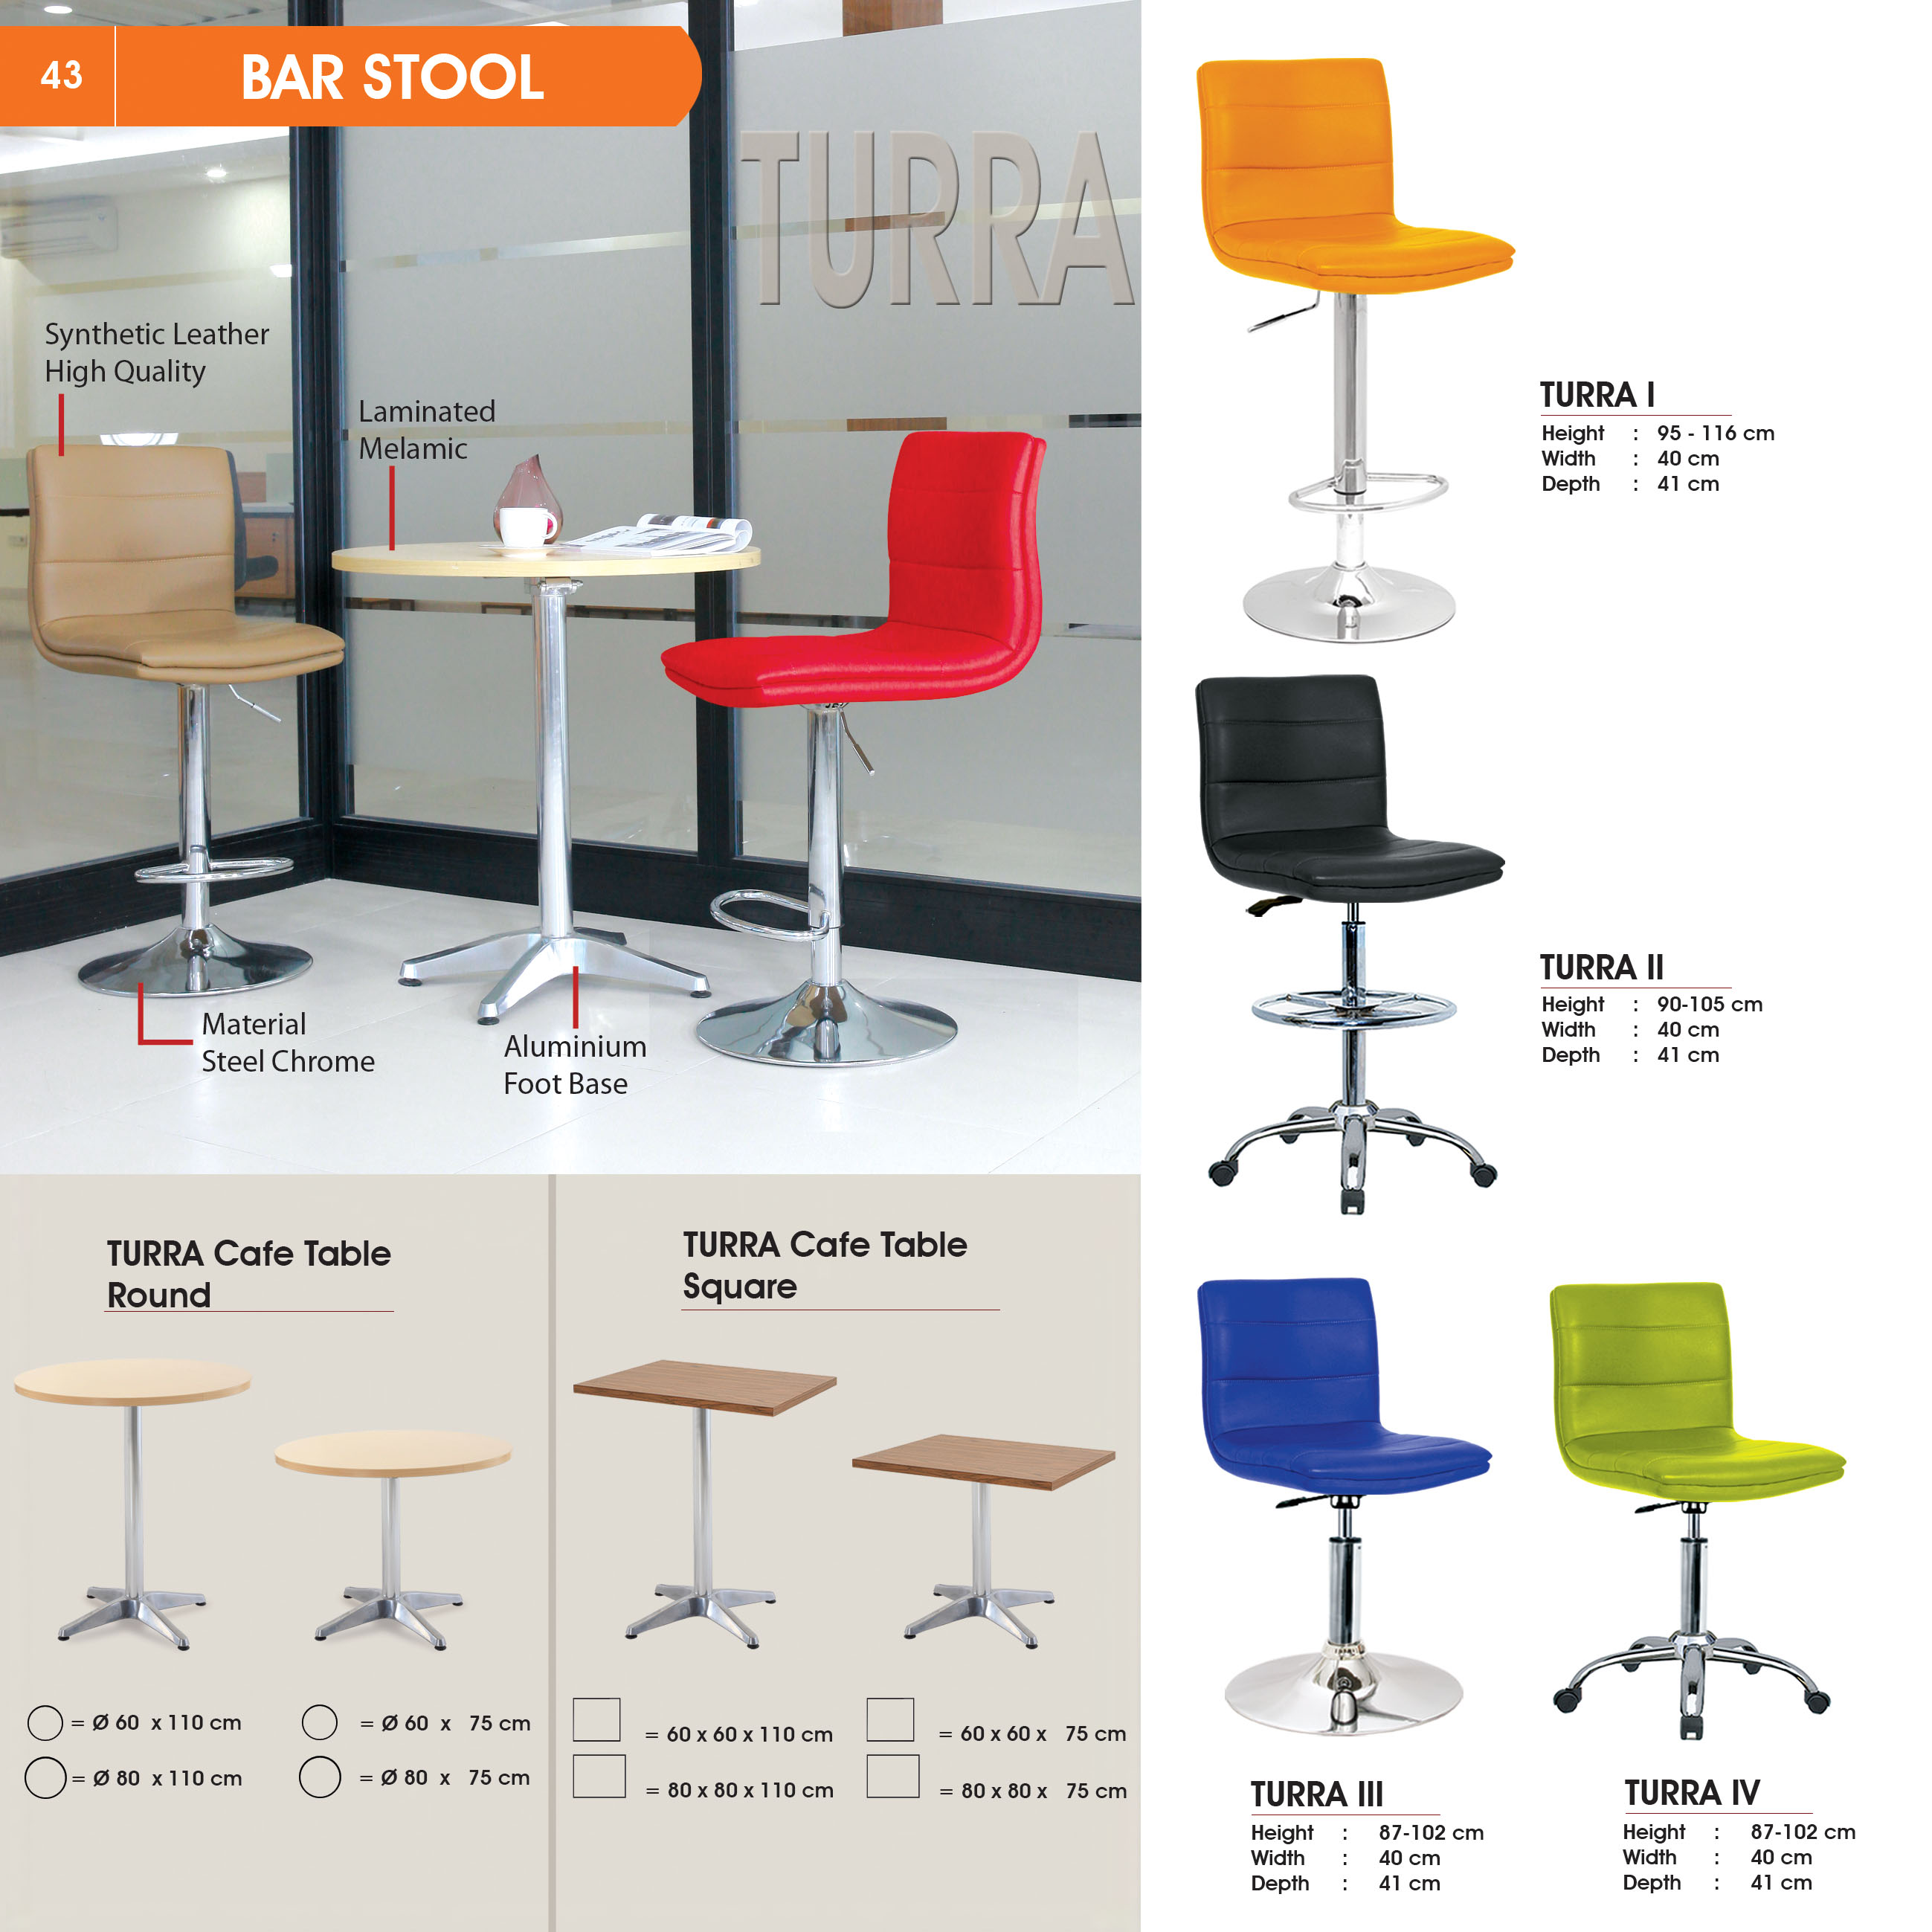 43
BAR STOOL
TURRA
Synthetic Leather
High Quality
Laminated
Melamic
Material
Steel Chrome
Aluminium
Foot Base
TURRA I
Height : 95 - 116 cm
Width : 40 cm
Depth : 41 cm
TURRA II
Height : 90-105 cm
Width : 40 cm
Depth : 41 cm
TURRA Cafe Table
Round
= Ø 60 x 110 cm
= Ø 60 x 75 cm
= Ø 80 x 110 cm
= Ø 80 x 75 cm
TURRA Cafe Table
Square
= 60 x 60 x 110 cm
= 60 x 60 x 75 cm
= 80 x 80 x 110 cm
= 80 x 80 x 75 cm
TURRA III
Height : 87-102 cm
Width : 40 cm
Depth : 41 cm
TURRA IV
Height : 87-102 cm
Width : 40 cm
Depth : 41 cm